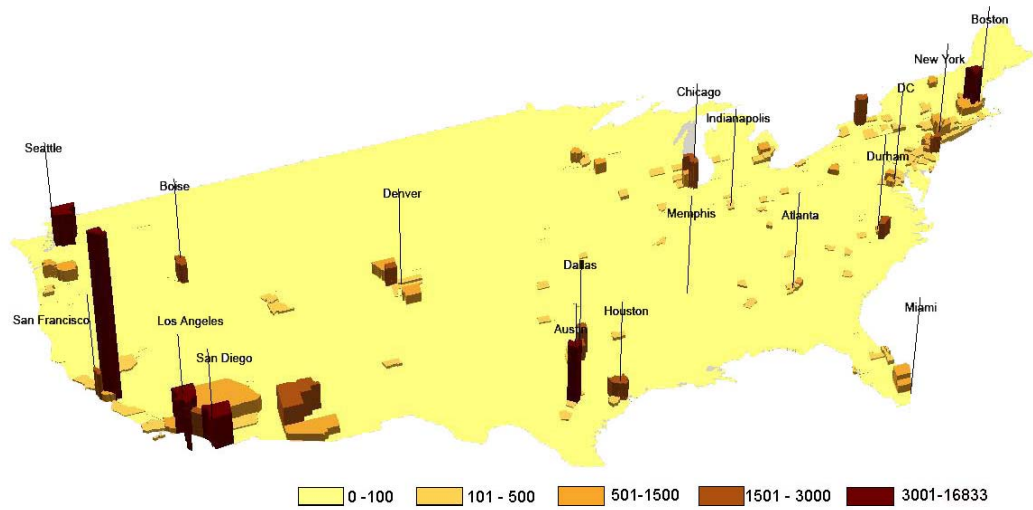 Boston
New York
Chicago
DC
Indianapolis
Seattle
Durham
Boise
Denver
Memphis
Atlanta
Dallas
San Francisco
Los Angeles
Houston
Miami
Austin
San Diego
0 -100
101 - 500
501-1500
1501 - 3000
3001-16833